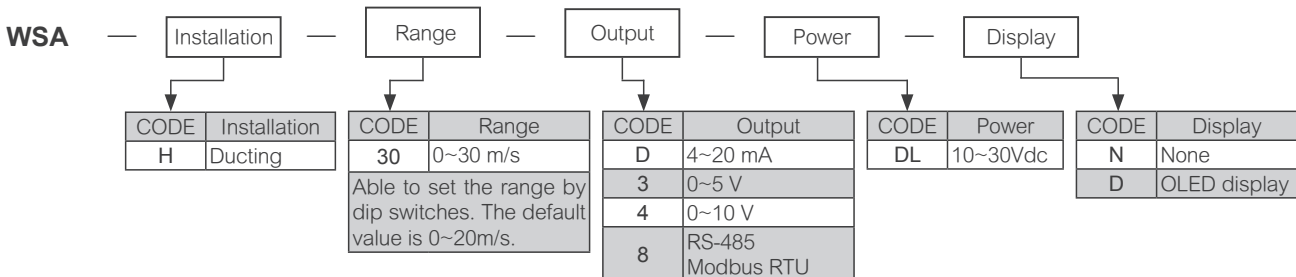 WSA — Installation — Range — Output — Power — Display
CODE Installation
H Ducting
CODE Range
30 0~30 m/s
Able to set the range by
dip switches. The default
value is 0~20m/s.
CODE Output
D 4~20 mA
3 0~5 V
4 0~10 V
8 RS-485
Modbus RTU
CODE Power
DL 10~30Vdc
CODE Display
N None
D OLED display